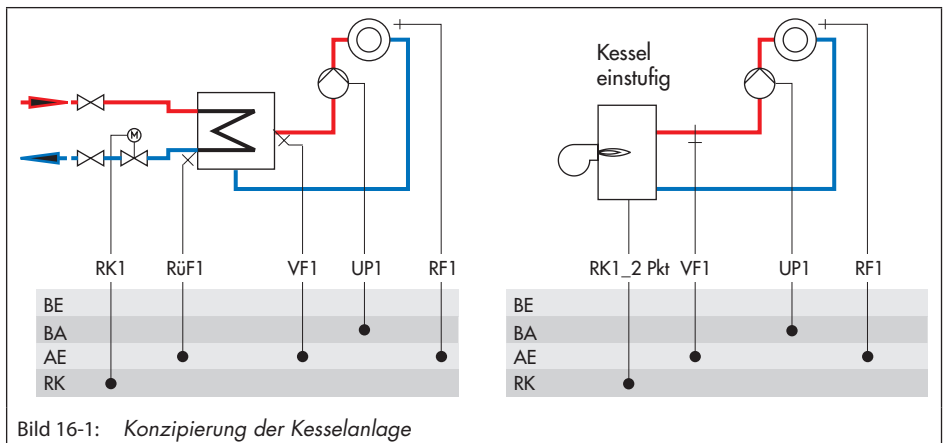 Kessel
einstufig
M
RK1 RüF1 VF1 UP1 RF1
BE
BA
AE
RK
RK1_2 Pkt VF1 UP1 RF1
BE
BA
AE
RK
Bild 16-1: Konzipierung der Kesselanlage